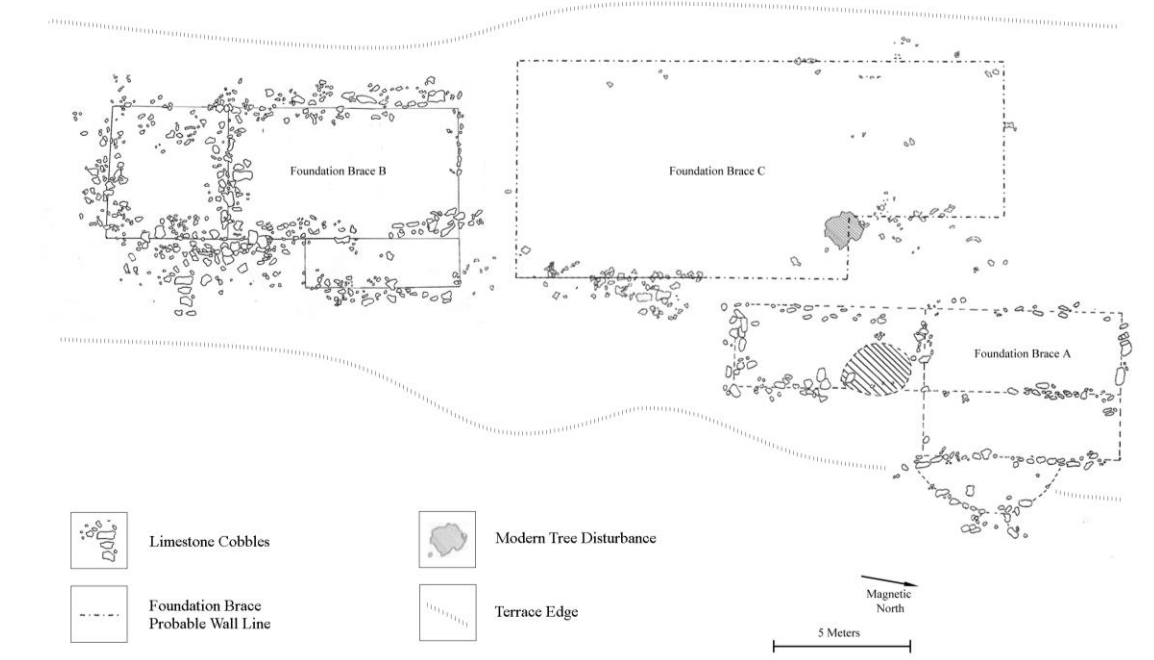 Foundation Brace B
Foundation Brace C
Foundation Brace A
Limestone Cobbles
Modern Tree Disturbance
Foundation Brace
Probable Wall Line
Terrace Edge
Magnetic
North
5 Meters